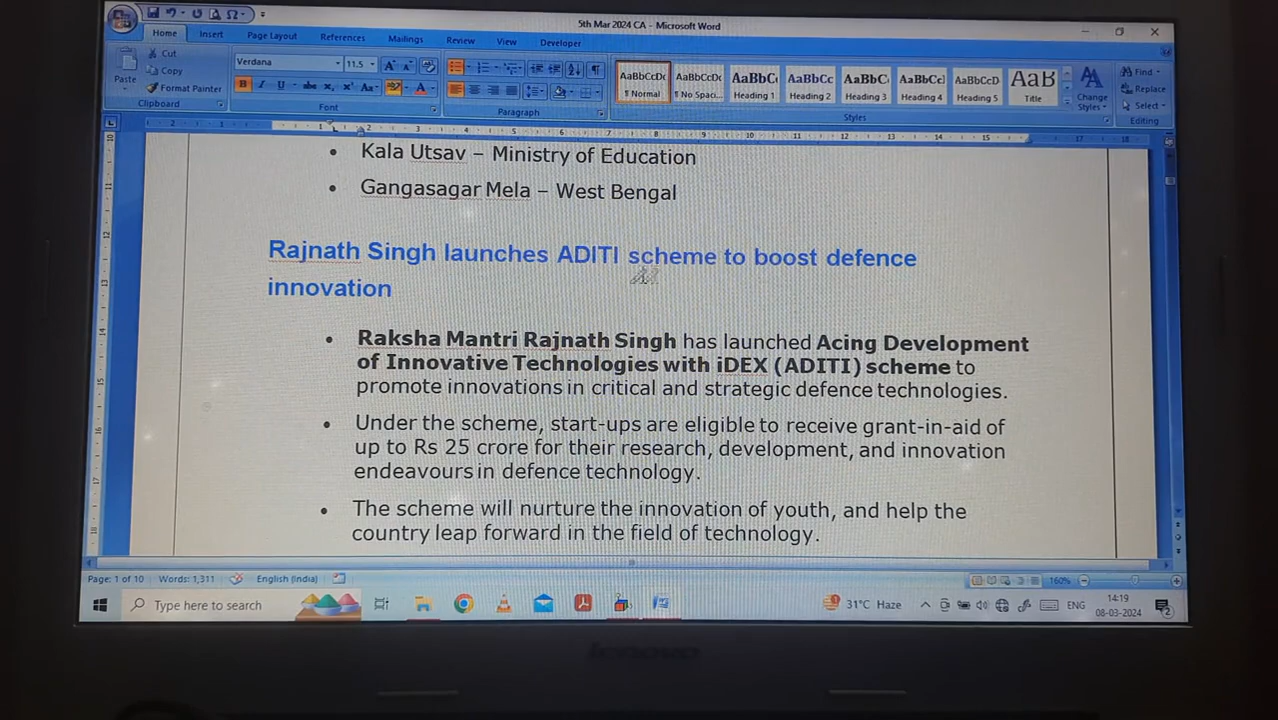 5th Mar 2024 CA - Microsoft Word
Home Insert Page Layout References Mailings Review View Developer
Cut
Copy
Format Painter
Paste
Clipboard
Verdana 11.5
Font
Paragraph
AaBbCcDc AaBbCcDc AaBbC AaBbCc AaBbC AaBbCcl AaBbCcD AaB
¶ Normal ¶ No Spaci... Heading 1 Heading 2 Heading 3 Heading 4 Heading 5 Title
Change Styles
Styles
Find
Replace
Select
Editing
• Kala Utsav – Ministry of Education
• Gangasagar Mela – West Bengal
Rajnath Singh launches ADITI scheme to boost defence
innovation
• Raksha Mantri Rajnath Singh has launched Acing Development
of Innovative Technologies with iDEX (ADITI) scheme to
promote innovations in critical and strategic defence technologies.
• Under the scheme, start-ups are eligible to receive grant-in-aid of
up to Rs 25 crore for their research, development, and innovation
endeavours in defence technology.
• The scheme will nurture the innovation of youth, and help the
country leap forward in the field of technology.
Page: 1 of 10 Words: 1,311 English (India) 160%
Type here to search
31°C Haze
ENG
14:19
08-03-2024
2